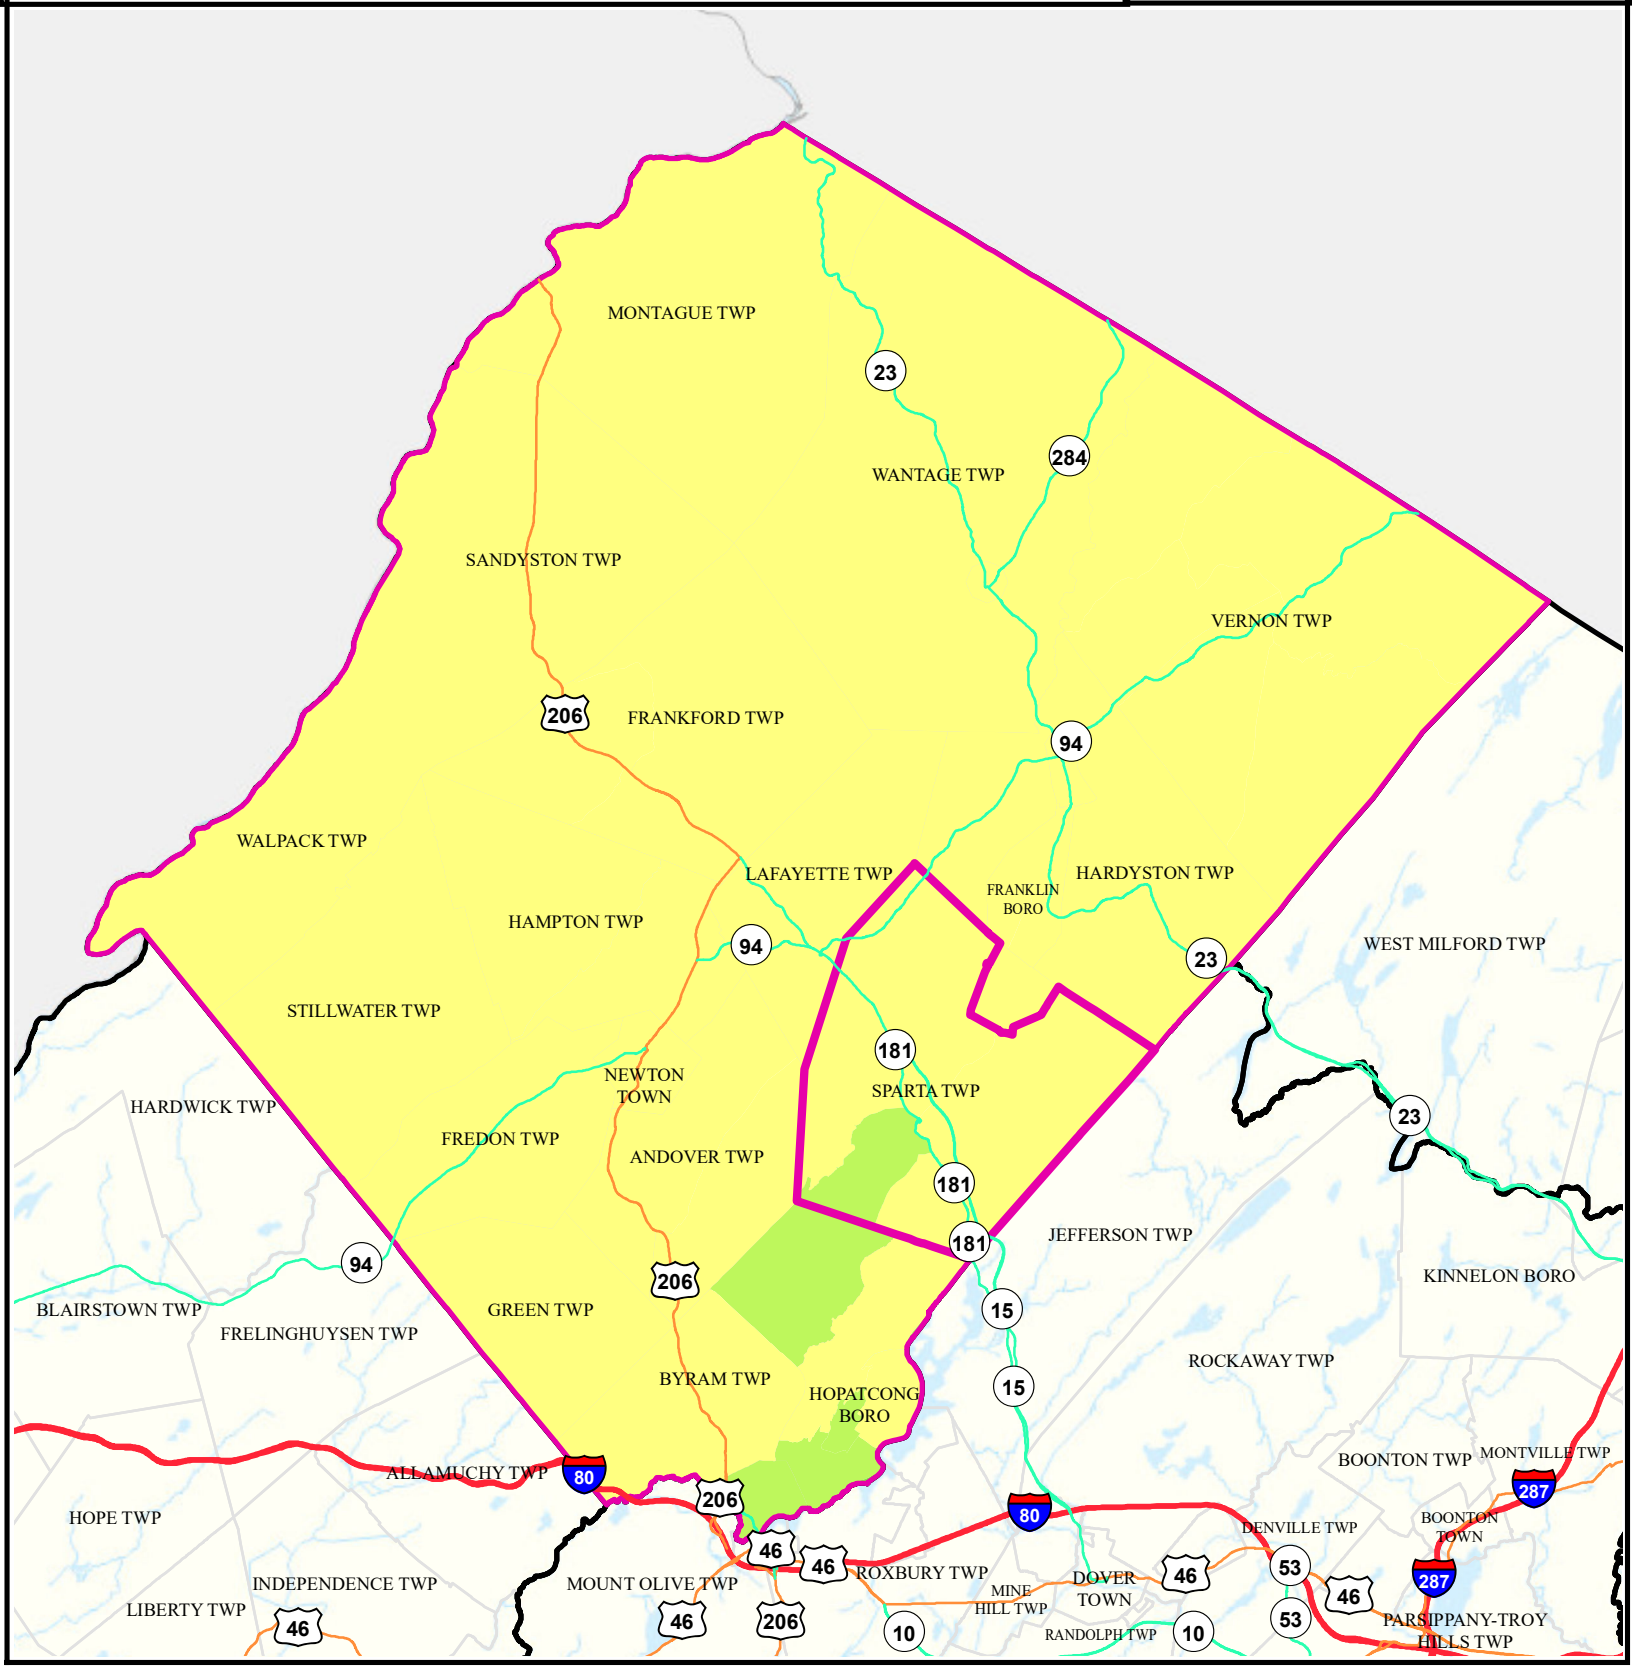 MONTAGUE TWP
23
284
WANTAGE TWP
SANDYSTON TWP
VERNON TWP
206
FRANKFORD TWP
94
WALPACK TWP
LAFAYETTE TWP
HARDYSTON TWP
FRANKLIN
BORO
HAMPTON TWP
94
23
WEST MILFORD TWP
STILLWATER TWP
181
NEWTON
TOWN
SPARTA TWP
HARDWICK TWP
23
FREDON TWP
ANDOVER TWP
181
JEFFERSON TWP
181
94
206
KINNELON BORO
BLAIRSTOWN TWP
GREEN TWP
15
FRELINGHUYSEN TWP
ROCKAWAY TWP
BYRAM TWP
15
HOPATCONG
BORO
BOONTON TWP
MONTVILLE TWP
ALLAMUCHY TWP
80
287
206
80
HOPE TWP
BOONTON
TOWN
DENVILLE TWP
46
46
ROXBURY TWP
53
46
287
INDEPENDENCE TWP
MOUNT OLIVE TWP
DOVER
TOWN
MINE
HILL TWP
46
LIBERTY TWP
46
46
206
10
RANDOLPH TWP
10
53
PARSIPPANY-TROY
HILLS TWP